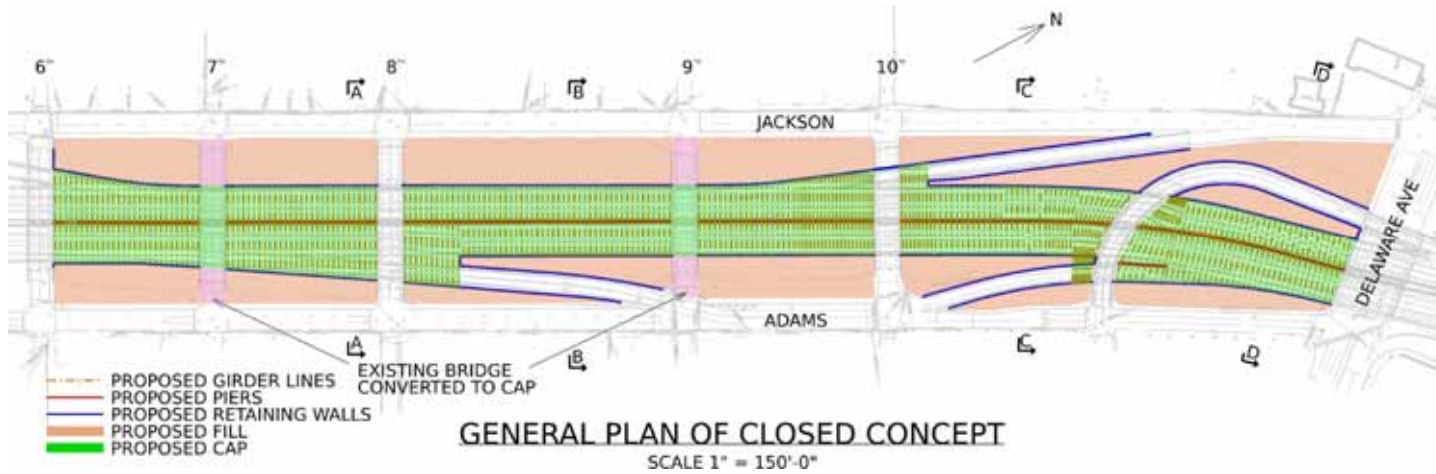 N
6TH 7TH 8TH 9TH 10TH
A B C D
JACKSON
DELAWARE AVE
ADAMS
A B C D
EXISTING BRIDGE
CONVERTED TO CAP
PROPOSED GIRDER LINES
PROPOSED PIERS
PROPOSED RETAINING WALLS
PROPOSED FILL
PROPOSED CAP
GENERAL PLAN OF CLOSED CONCEPT
SCALE 1" = 150'-0"